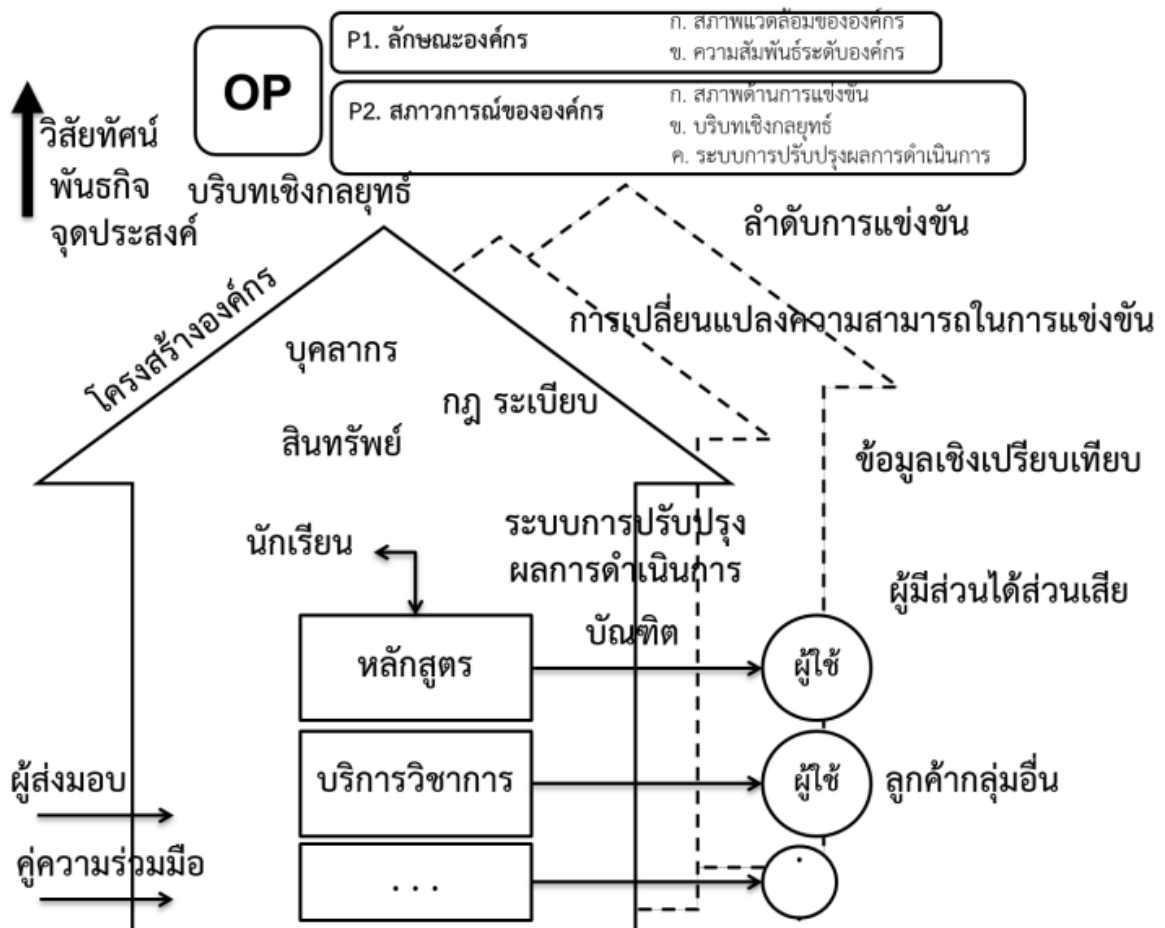 OP
P1. ลักษณะองค์กร
ก. สภาพแวดล้อมขององค์กร
ข. ความสัมพันธ์ระดับองค์กร
P2. สภาวการณ์ขององค์กร
ก. สภาพด้านการแข่งขัน
ข. บริบทเชิงกลยุทธ์
ค. ระบบการปรับปรุงผลการดำเนินการ
วิสัยทัศน์
พันธกิจ
จุดประสงค์
บริบทเชิงกลยุทธ์
ลำดับการแข่งขัน
โครงสร้างองค์กร
การเปลี่ยนแปลงความสามารถในการแข่งขัน
บุคลากร
กฎ ระเบียบ
สินทรัพย์
ข้อมูลเชิงเปรียบเทียบ
นักเรียน
ระบบการปรับปรุง
ผลการดำเนินการ
ผู้มีส่วนได้ส่วนเสีย
บัณฑิต
หลักสูตร
ผู้ใช้
ผู้ส่งมอบ
บริการวิชาการ
ผู้ใช้
ลูกค้ากลุ่มอื่น
คู่ความร่วมมือ
. . .